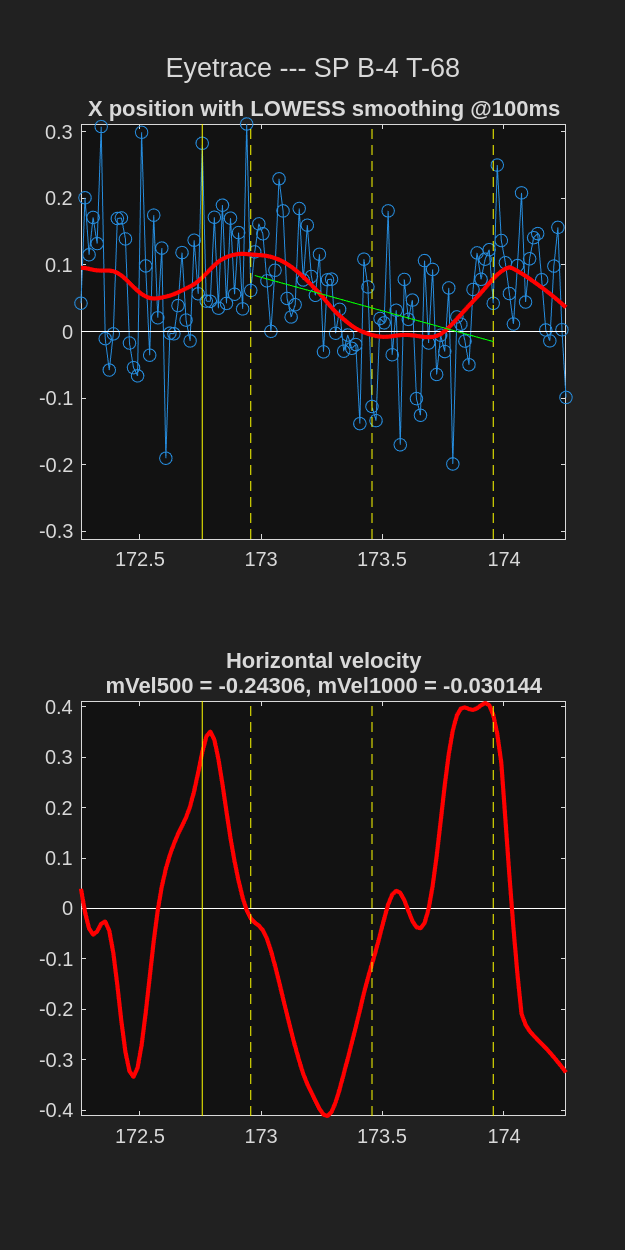 Eyetrace --- SP B-4 T-68
X position with LOWESS smoothing @100ms
0.3
0.2
0.1
0
-0.1
-0.2
-0.3
172.5 173 173.5 174
Horizontal velocity
mVel500 = -0.24306, mVel1000 = -0.030144
0.4
0.3
0.2
0.1
0
-0.1
-0.2
-0.3
-0.4
172.5 173 173.5 174